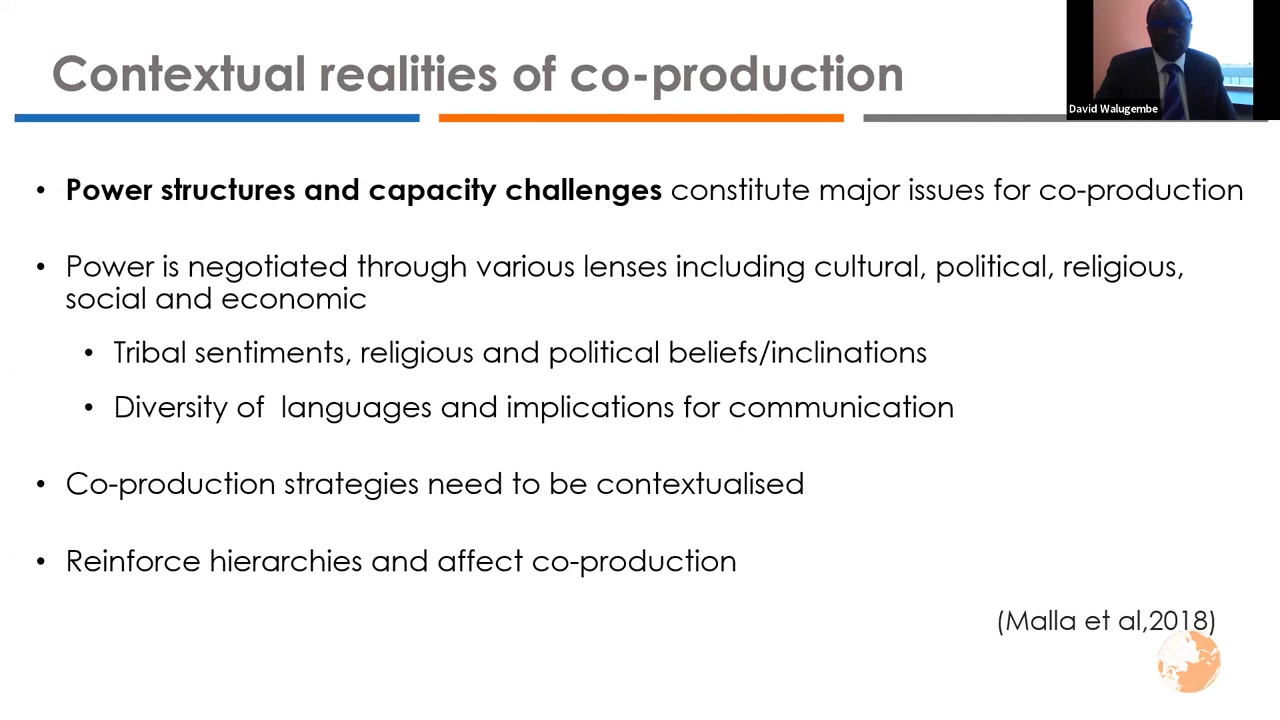 Contextual realities of co-production
David Walugembe
• Power structures and capacity challenges constitute major issues for co-production
• Power is negotiated through various lenses including cultural, political, religious,
social and economic
• Tribal sentiments, religious and political beliefs/inclinations
• Diversity of  languages and implications for communication
• Co-production strategies need to be contextualised
• Reinforce hierarchies and affect co-production
(Malla et al,2018)